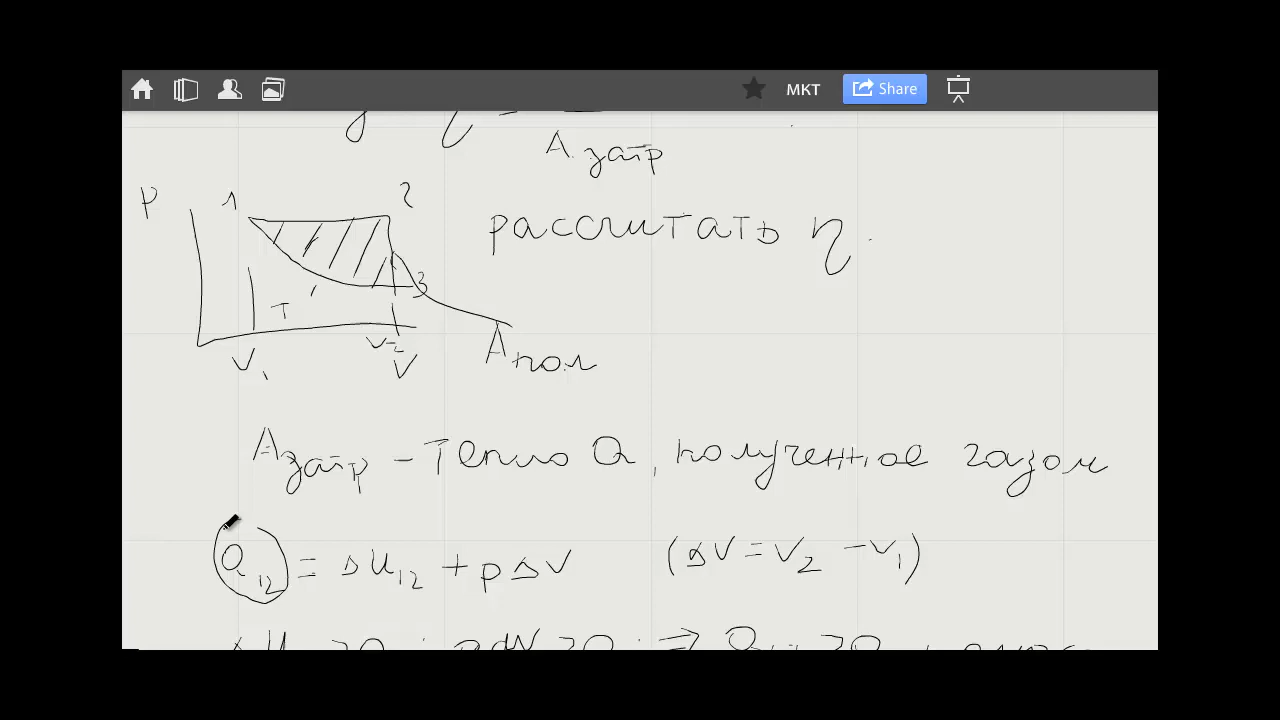 МКТ Share
η =
A затр
P 1 2
рассчитать η.
3
T
V₁ V₂ V
A пол
A затр – тепло Q, полученное газом
Q₁₂ = ΔU₁₂ + pΔV (ΔV = V₂ – V₁)